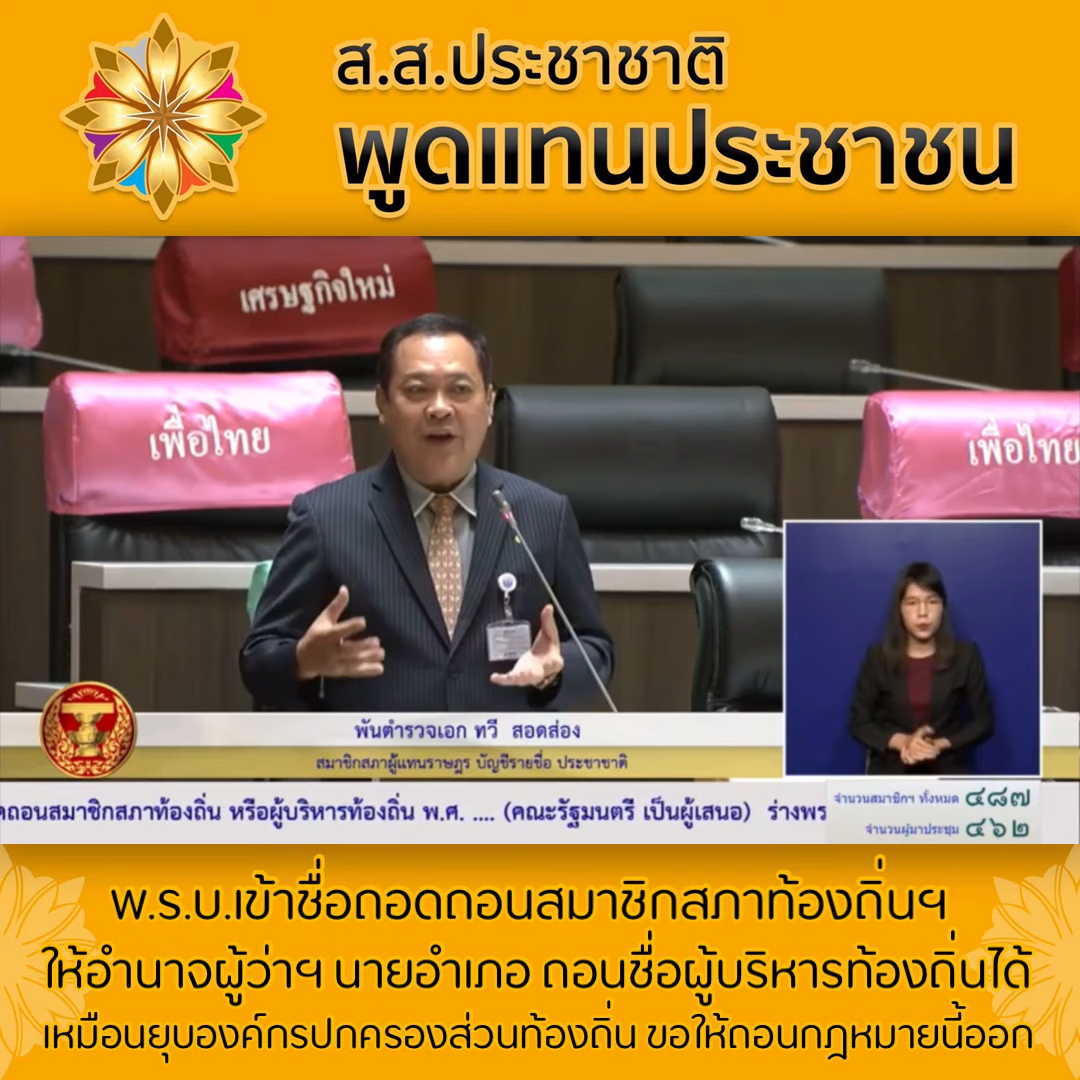 ส.ส.ประชาชาติ
พูดแทนประชาชน
เศรษฐกิจใหม่
เพื่อไทย
เพื่อไทย
พันตำรวจเอก ทวี สอดส่อง
สมาชิกสภาผู้แทนราษฎร บัญชีรายชื่อ ประชาชาติ
ถอนสมาชิกสภาท้องถิ่น หรือผู้บริหารท้องถิ่น พ.ศ. .... (คณะรัฐมนตรี เป็นผู้เสนอ) ร่างพร
จำนวนสมาชิกฯ ทั้งหมด ๔๘๗
จำนวนผู้มาประชุม ๔๖๒
พ.ร.บ.เข้าชื่อถอดถอนสมาชิกสภาท้องถิ่นฯ
ให้อำนาจผู้ว่าฯ นายอำเภอ ถอนชื่อผู้บริหารท้องถิ่นได้
เหมือนยุบองค์กรปกครองส่วนท้องถิ่น ขอให้ถอนกฎหมายนี้ออก